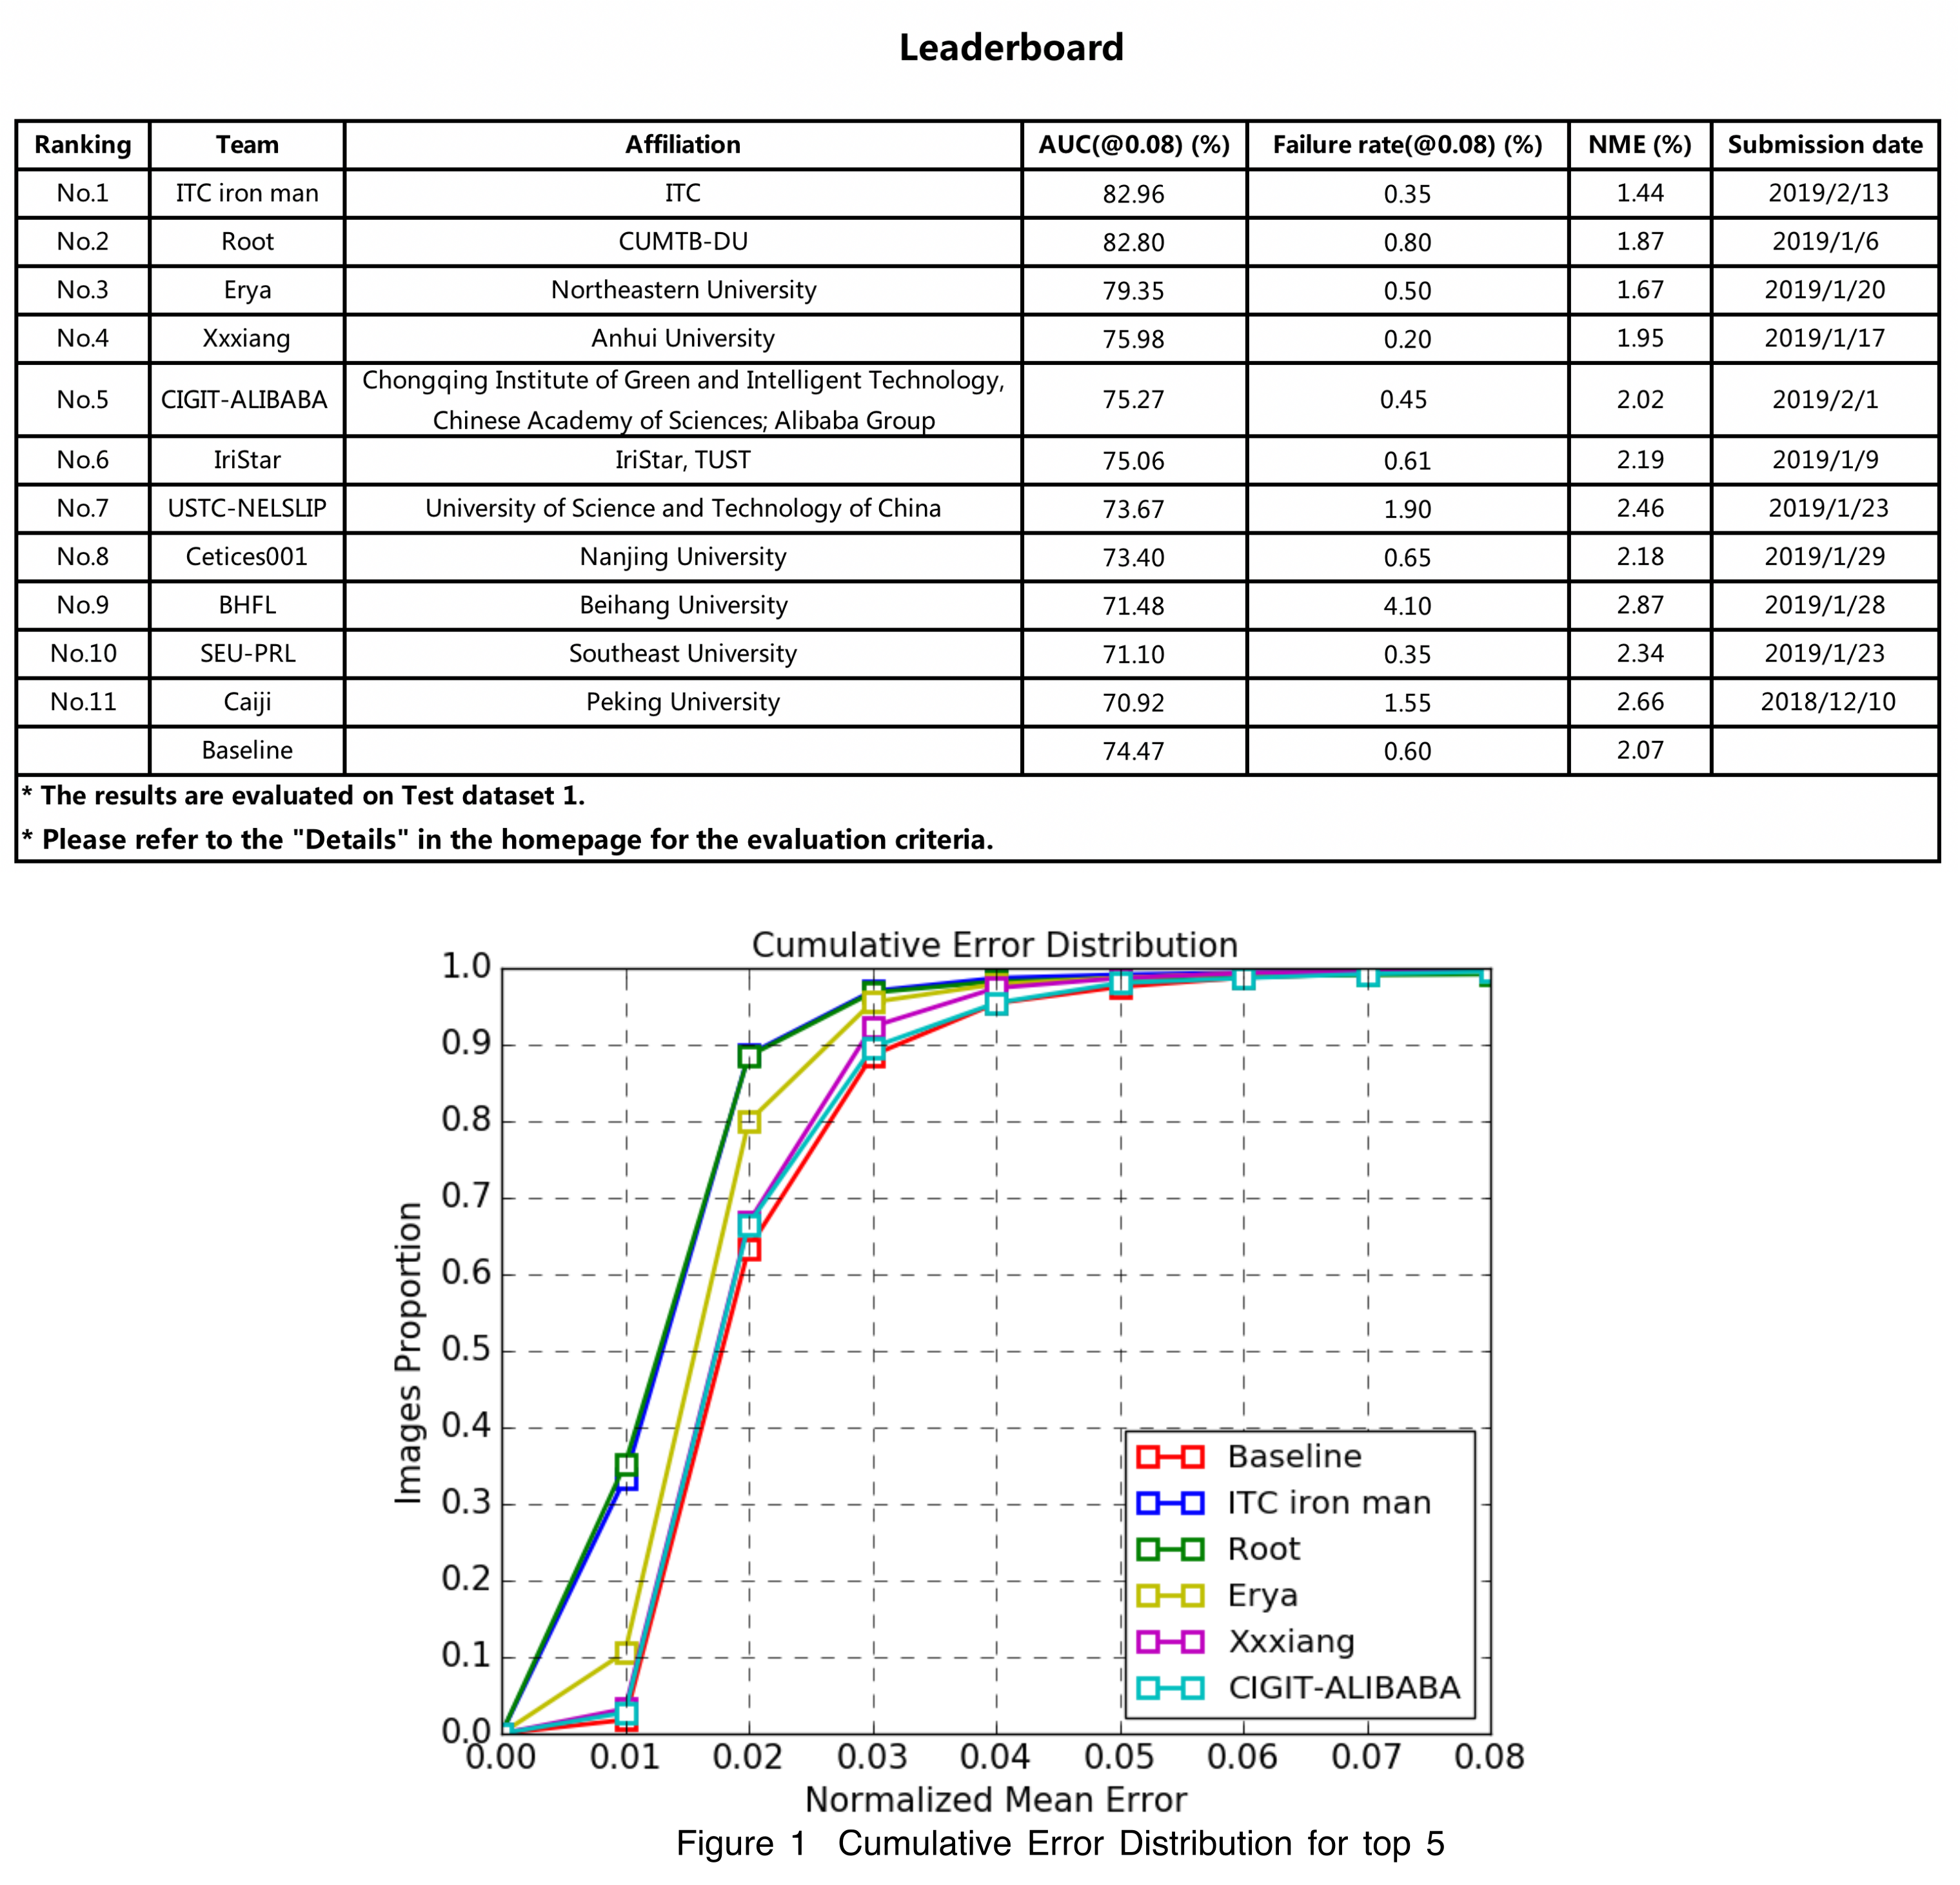 Leaderboard
Ranking Team Affiliation AUC(@0.08) (%) Failure rate(@0.08) (%) NME (%) Submission date
No.1 ITC iron man ITC 82.96 0.35 1.44 2019/2/13
No.2 Root CUMTB-DU 82.80 0.80 1.87 2019/1/6
No.3 Erya Northeastern University 79.35 0.50 1.67 2019/1/20
No.4 Xxxiang Anhui University 75.98 0.20 1.95 2019/1/17
No.5 CIGIT-ALIBABA Chongqing Institute of Green and Intelligent Technology,
Chinese Academy of Sciences; Alibaba Group 75.27 0.45 2.02 2019/2/1
No.6 IriStar IriStar, TUST 75.06 0.61 2.19 2019/1/9
No.7 USTC-NELSLIP University of Science and Technology of China 73.67 1.90 2.46 2019/1/23
No.8 Cetices001 Nanjing University 73.40 0.65 2.18 2019/1/29
No.9 BHFL Beihang University 71.48 4.10 2.87 2019/1/28
No.10 SEU-PRL Southeast University 71.10 0.35 2.34 2019/1/23
No.11 Caiji Peking University 70.92 1.55 2.66 2018/12/10
Baseline 74.47 0.60 2.07
* The results are evaluated on Test dataset 1.
* Please refer to the "Details" in the homepage for the evaluation criteria.
Cumulative Error Distribution
1.0
0.9
0.8
0.7
0.6
0.5
0.4
0.3
0.2
0.1
0.0
Images Proportion
Baseline
ITC iron man
Root
Erya
Xxxiang
CIGIT-ALIBABA
0.00 0.01 0.02 0.03 0.04 0.05 0.06 0.07 0.08
Normalized Mean Error
Figure 1 Cumulative Error Distribution for top 5